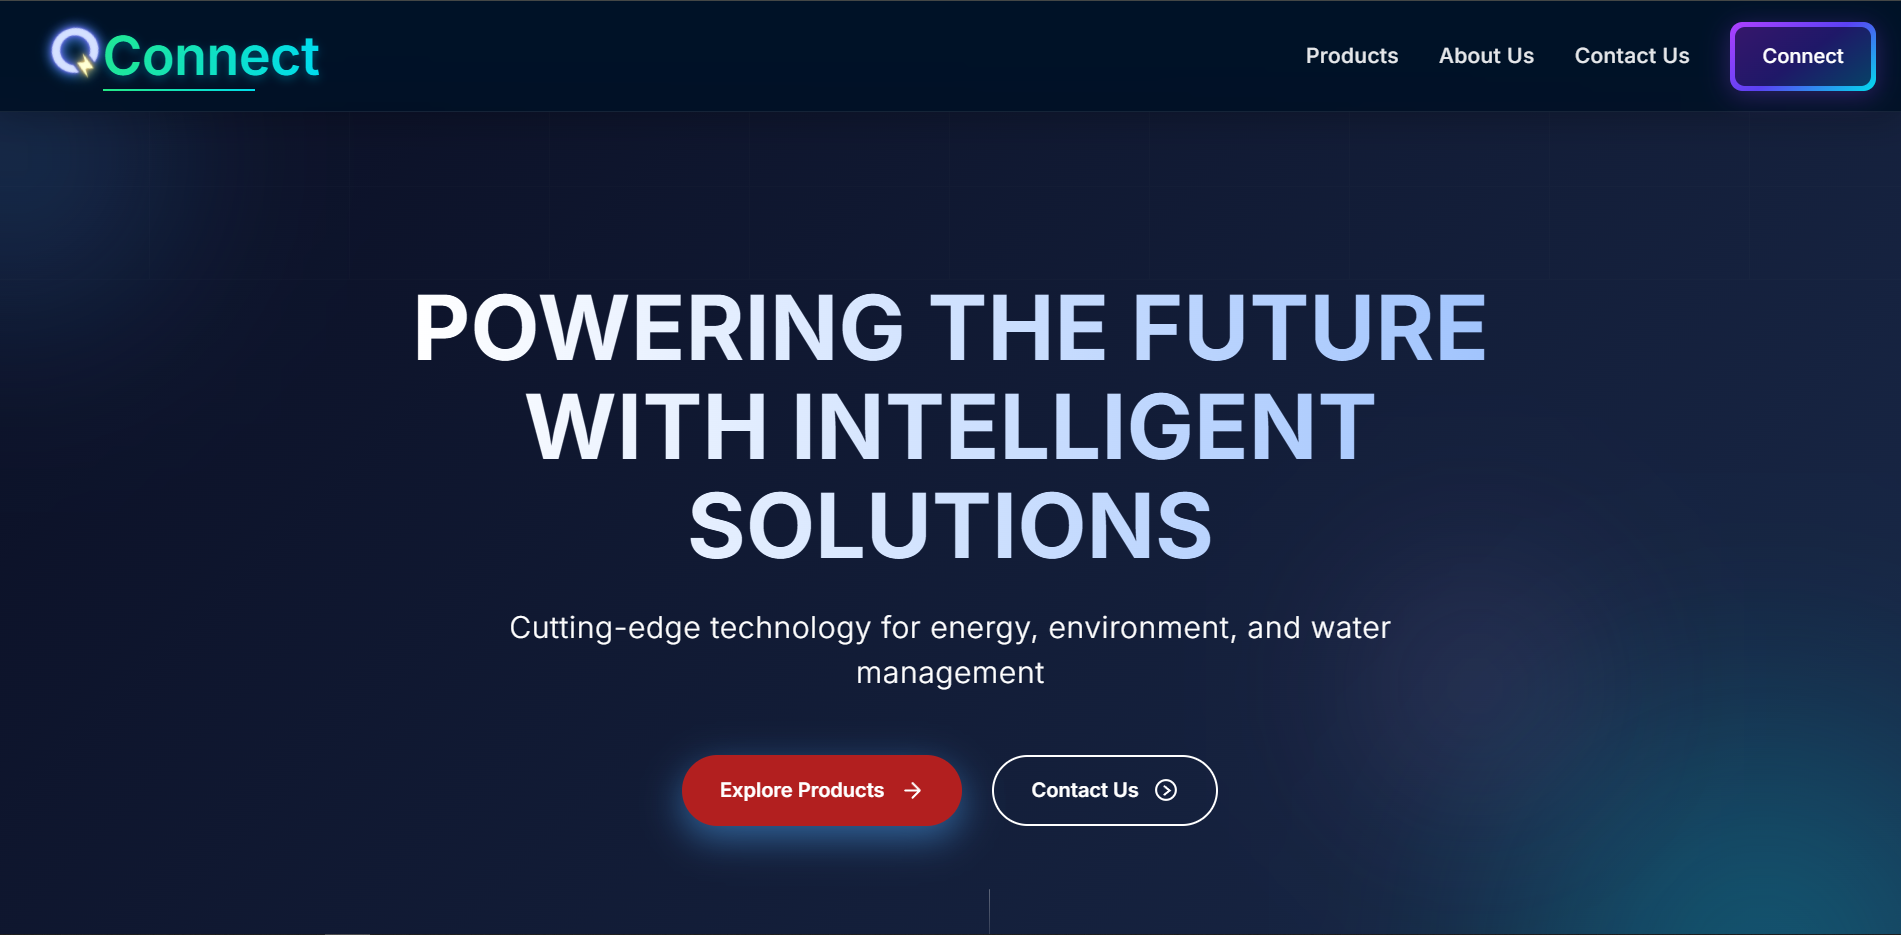 QConnect
Products
About Us
Contact Us
Connect
POWERING THE FUTURE
WITH INTELLIGENT
SOLUTIONS
Cutting-edge technology for energy, environment, and water
management
Explore Products
Contact Us